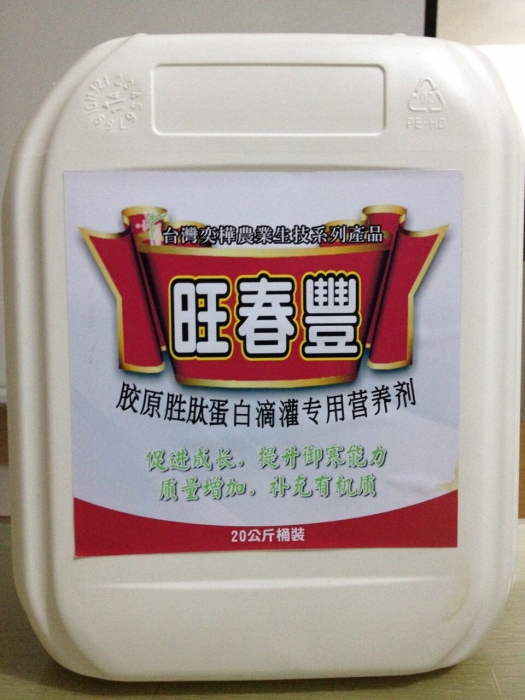 PE-HD
台灣奕樺農業生技系列產品
旺春豐
胶原胜肽蛋白滴灌专用营养剂
促进成长，提升御寒能力
质量增加，补充有机质
20公斤桶裝